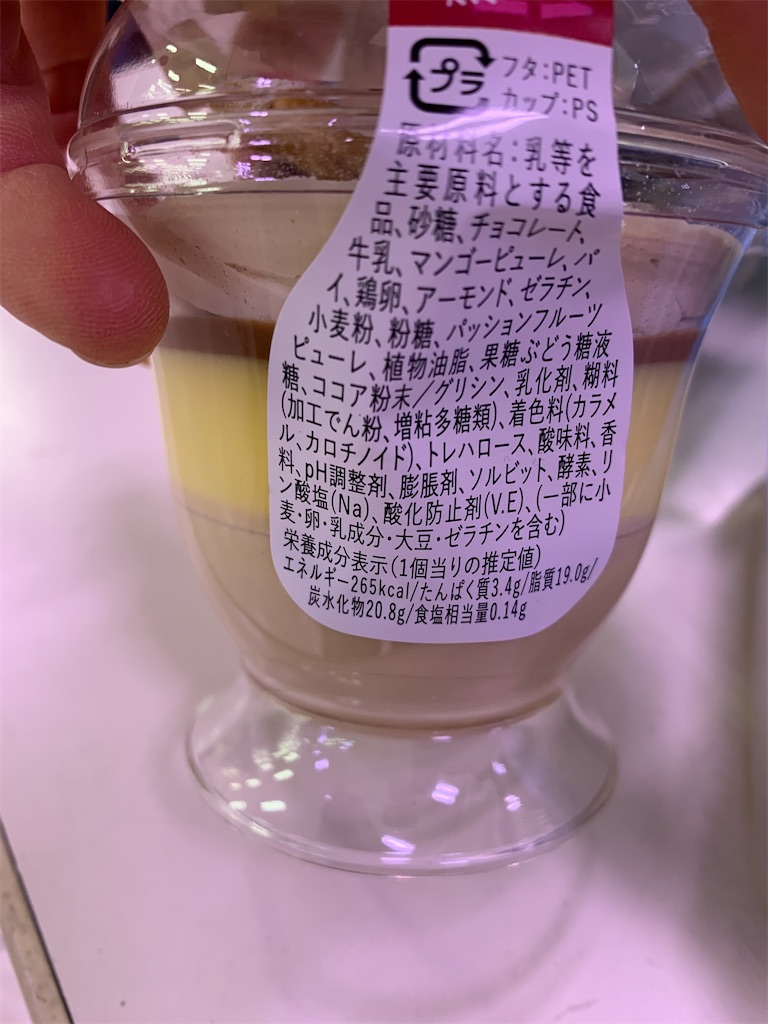 プラ
フタ:PET
カップ:PS
原材料名:乳等を
主要原料とする食
品、砂糖、チョコレート、
牛乳、マンゴーピューレ、パ
イ、鶏卵、アーモンド、ゼラチン、
小麦粉、粉糖、パッションフルーツ
ピューレ、植物油脂、果糖ぶどう糖液
糖、ココア粉末/グリシン、乳化剤、糊料
(加工でん粉、増粘多糖類)、着色料(カラメ
ル、カロチノイド)、トレハロース、酸味料、香
料、pH調整剤、膨脹剤、ソルビット、酵素、リ
ン酸塩(Na)、酸化防止剤(V.E)、(一部に小
麦・卵・乳成分・大豆・ゼラチンを含む)
栄養成分表示(1個当りの推定値)
エネルギー265kcal/たんぱく質3.4g/脂質19.0g/
炭水化物20.8g/食塩相当量0.14g